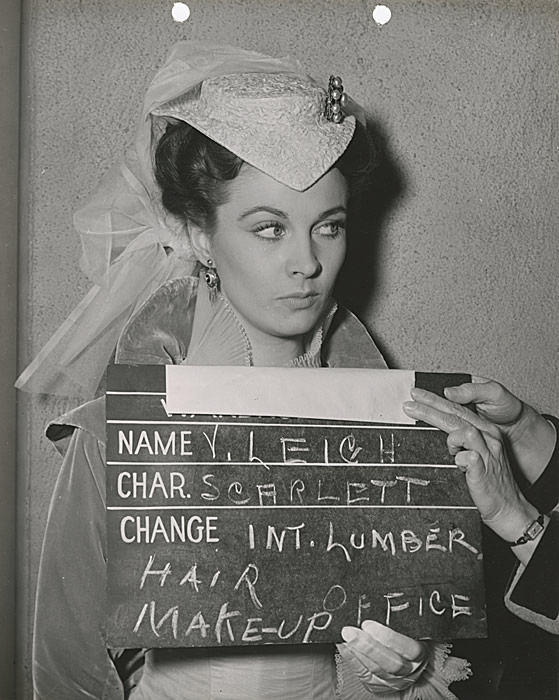 NAME V. LEIGH
CHAR. SCARLETT
CHANGE INT. LUMBER
HAIR OFFICE
MAKE-UP